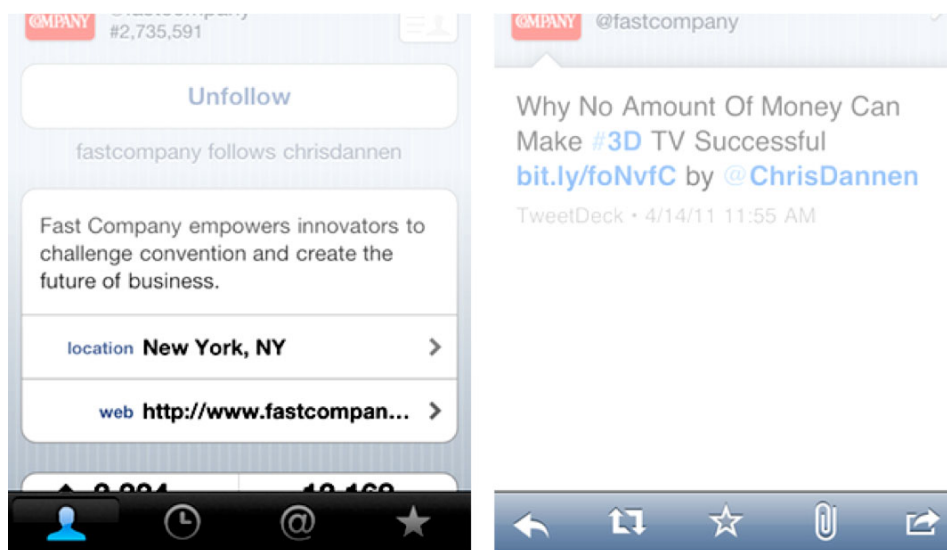 COMPANY
#2,735,591
Unfollow
fastcompany follows chrisdannen
Fast Company empowers innovators to
challenge convention and create the
future of business.
location New York, NY
web http://www.fastcompan...
COMPANY
@fastcompany
Why No Amount Of Money Can
Make #3D TV Successful
bit.ly/foNvfC by @ChrisDannen
TweetDeck • 4/14/11 11:55 AM